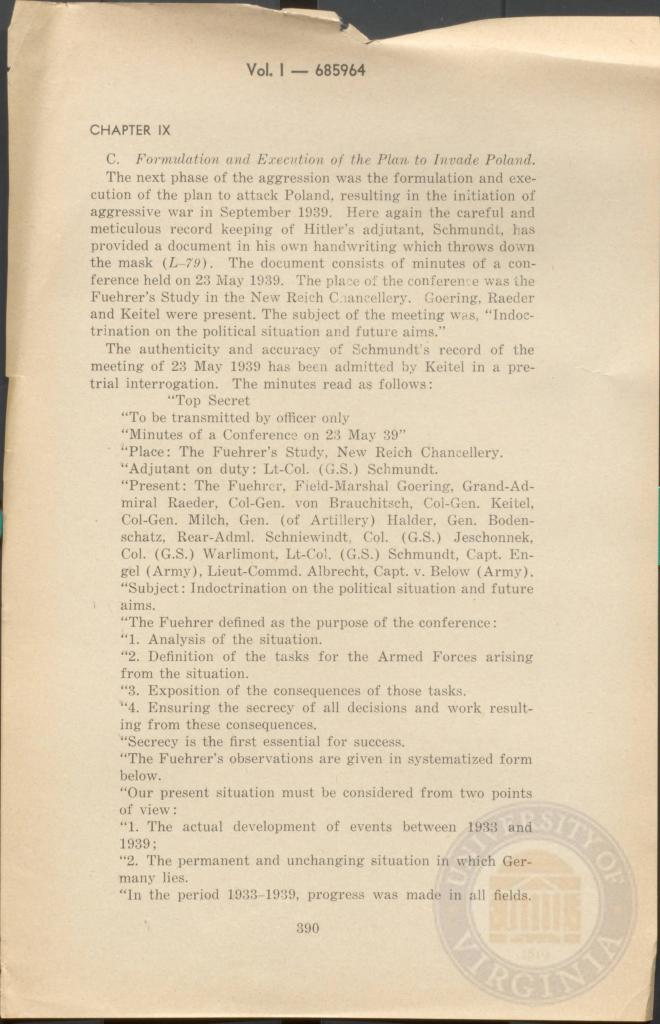 Vol. I — 685964
CHAPTER IX
C. Formulation and Execution of the Plan to Invade Poland.
The next phase of the aggression was the formulation and exe-
cution of the plan to attack Poland, resulting in the initiation of
aggressive war in September 1939. Here again the careful and
meticulous record keeping of Hitler's adjutant, Schmundt, has
provided a document in his own handwriting which throws down
the mask (L-79). The document consists of minutes of a con-
ference held on 23 May 1939. The place of the conference was the
Fuehrer's Study in the New Reich Chancellery. Goering, Raeder
and Keitel were present. The subject of the meeting was, "Indoc-
trination on the political situation and future aims."
The authenticity and accuracy of Schmundt's record of the
meeting of 23 May 1939 has been admitted by Keitel in a pre-
trial interrogation. The minutes read as follows:
"Top Secret
"To be transmitted by officer only
"Minutes of a Conference on 23 May 39"
"Place: The Fuehrer's Study, New Reich Chancellery.
"Adjutant on duty: Lt-Col. (G.S.) Schmundt.
"Present: The Fuehrer, Field-Marshal Goering, Grand-Ad-
miral Raeder, Col-Gen. von Brauchitsch, Col-Gen. Keitel,
Col-Gen. Milch, Gen. (of Artillery) Halder, Gen. Boden-
schatz, Rear-Adml. Schniewindt, Col. (G.S.) Jeschonnek,
Col. (G.S.) Warlimont, Lt-Col. (G.S.) Schmundt, Capt. En-
gel (Army), Lieut-Commd. Albrecht, Capt. v. Below (Army).
"Subject: Indoctrination on the political situation and future
aims.
"The Fuehrer defined as the purpose of the conference:
"1. Analysis of the situation.
"2. Definition of the tasks for the Armed Forces arising
from the situation.
"3. Exposition of the consequences of those tasks.
"4. Ensuring the secrecy of all decisions and work result-
ing from these consequences.
"Secrecy is the first essential for success.
"The Fuehrer's observations are given in systematized form
below.
"Our present situation must be considered from two points
of view:
"1. The actual development of events between 1933 and
1939;
"2. The permanent and unchanging situation in which Ger-
many lies.
"In the period 1933–1939, progress was made in all fields.
390
UNIVERSITY OF
VIRGINIA
1819